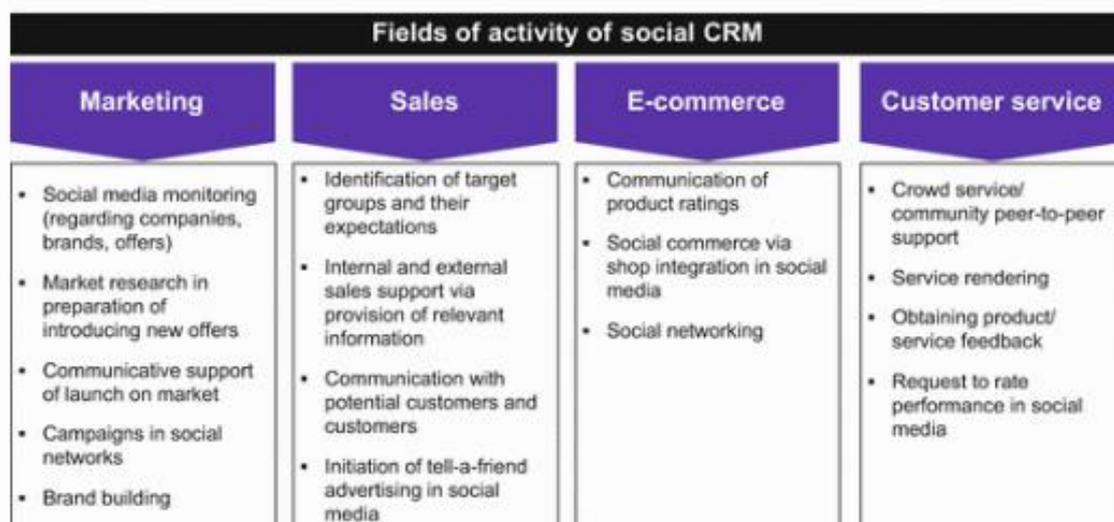 Fields of activity of social CRM
Marketing
▪ Social media monitoring
(regarding companies,
brands, offers)
▪ Market research in
preparation of
introducing new offers
▪ Communicative support
of launch on market
▪ Campaigns in social
networks
▪ Brand building
Sales
▪ Identification of target
groups and their
expectations
▪ Internal and external
sales support via
provision of relevant
information
▪ Communication with
potential customers and
customers
▪ Initiation of tell-a-friend
advertising in social
media
E-commerce
▪ Communication of
product ratings
▪ Social commerce via
shop integration in social
media
▪ Social networking
Customer service
▪ Crowd service/
community peer-to-peer
support
▪ Service rendering
▪ Obtaining product/
service feedback
▪ Request to rate
performance in social
media